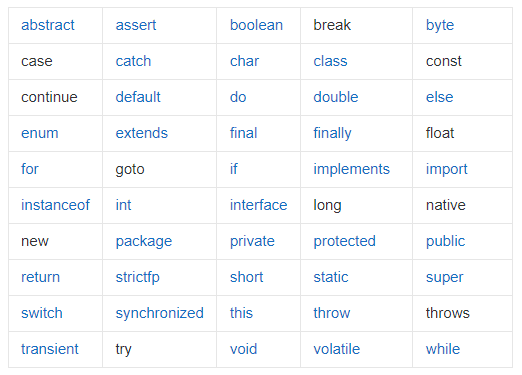 abstract assert boolean break byte
case catch char class const
continue default do double else
enum extends final finally float
for goto if implements import
instanceof int interface long native
new package private protected public
return strictfp short static super
switch synchronized this throw throws
transient try void volatile while